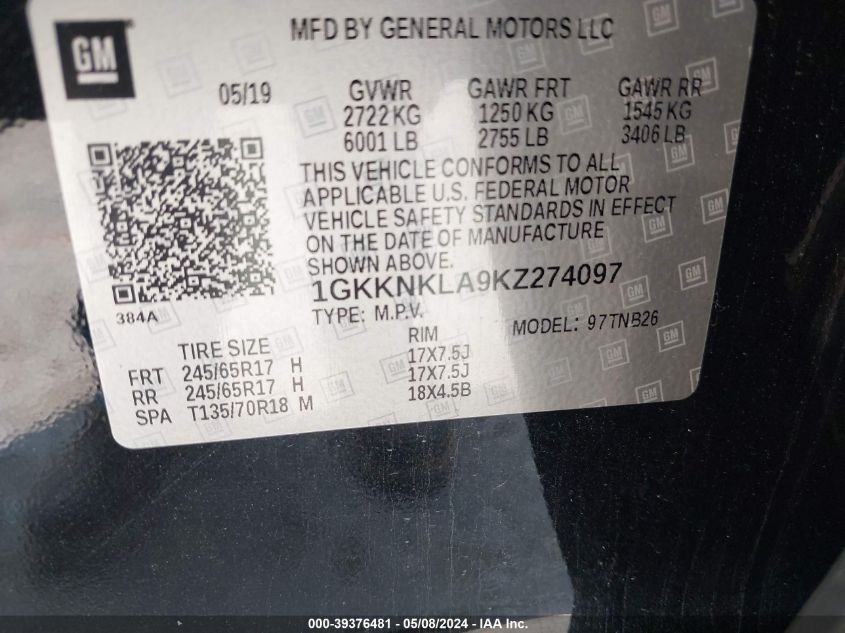 GM
MFD BY GENERAL MOTORS LLC
05/19 GVWR GAWR FRT GAWR RR
2722 KG 1250 KG 1545 KG
6001 LB 2755 LB 3406 LB
THIS VEHICLE CONFORMS TO ALL
APPLICABLE U.S. FEDERAL MOTOR
VEHICLE SAFETY STANDARDS IN EFFECT
ON THE DATE OF MANUFACTURE
SHOWN ABOVE.
1GKKNKLA9KZ274097
384A
TYPE: M.P.V. MODEL: 97TNB26
TIRE SIZE RIM
FRT 245/65R17 H 17X7.5J
RR 245/65R17 H 17X7.5J
SPA T135/70R18 M 18X4.5B
000-39376481 - 05/08/2024 - IAA Inc.